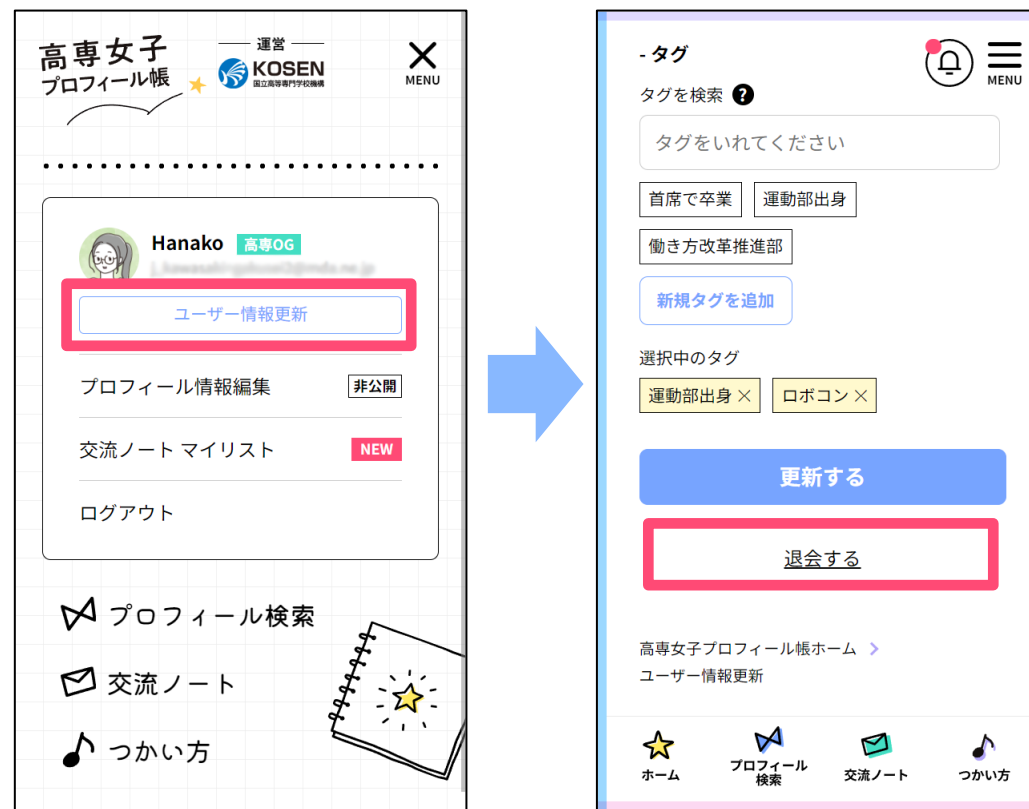 高専女子
プロフィール帳
運営
KOSEN
国立高等専門学校機構
MENU
Hanako 高専OG
ユーザー情報更新
プロフィール情報編集 非公開
交流ノート マイリスト NEW
ログアウト
プロフィール検索
交流ノート
つかい方
- タグ
MENU
タグを検索 ?
タグをいれてください
首席で卒業 運動部出身
働き方改革推進部
新規タグを追加
選択中のタグ
運動部出身× ロボコン×
更新する
退会する
高専女子プロフィール帳ホーム >
ユーザー情報更新
ホーム
プロフィール
検索
交流ノート
つかい方